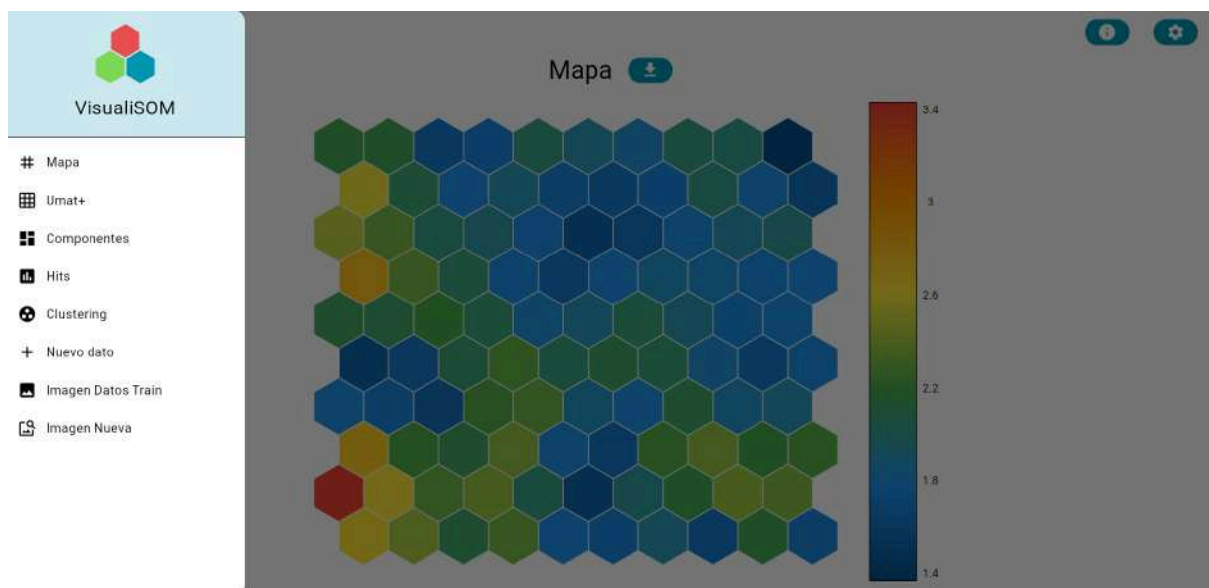 VisualiSOM
Mapa
Umat+
Componentes
Hits
Clustering
Nuevo dato
Imagen Datos Train
Imagen Nueva
Mapa
3.4
3
2.6
2.2
1.8
1.4